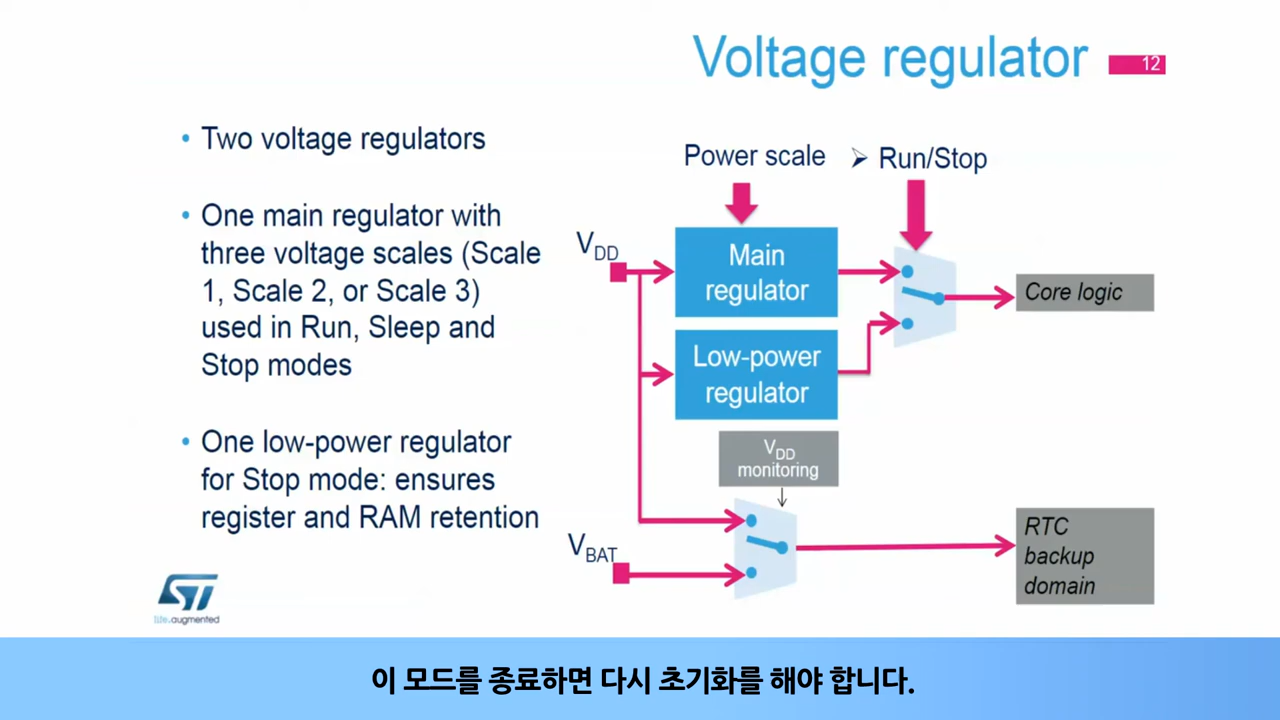 Voltage regulator
12
• Two voltage regulators
• One main regulator with
three voltage scales (Scale
1, Scale 2, or Scale 3)
used in Run, Sleep and
Stop modes
• One low-power regulator
for Stop mode: ensures
register and RAM retention
Power scale
➢ Run/Stop
VDD
Main
regulator
Core logic
Low-power
regulator
VDD
monitoring
VBAT
RTC
backup
domain
ST
life.augmented
이 모드를 종료하면 다시 초기화를 해야 합니다.